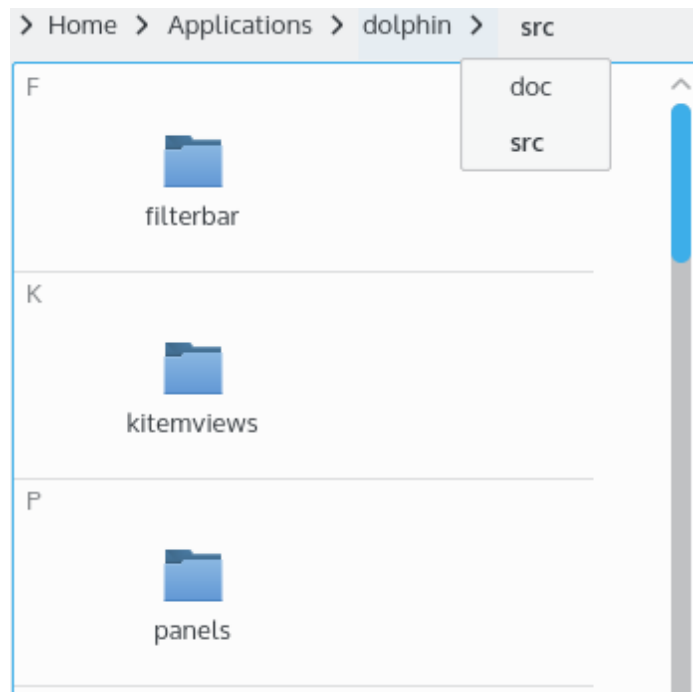 > Home > Applications > dolphin > src
doc
src
F
filterbar
K
kitemviews
P
panels